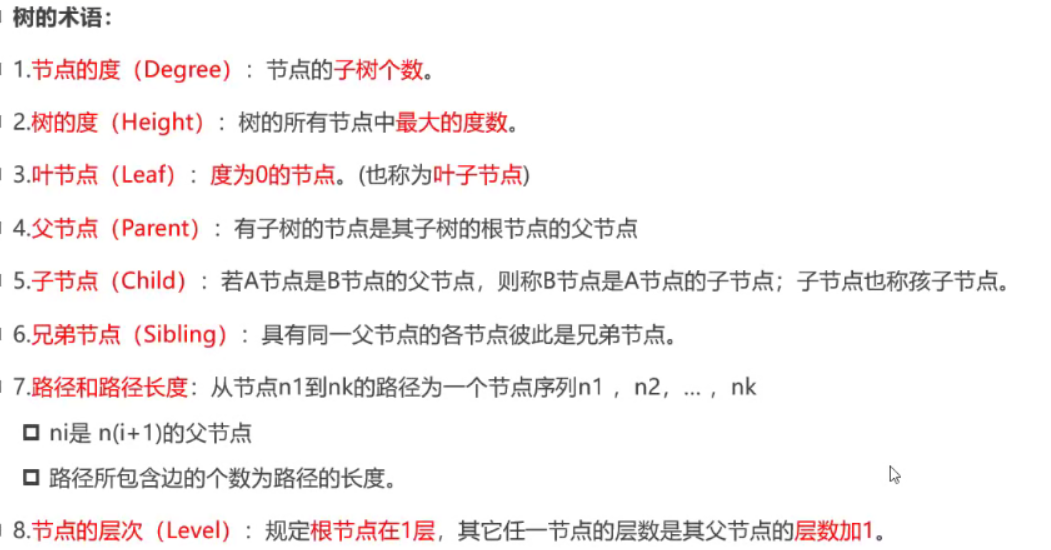 树的术语：
1.节点的度（Degree）：节点的子树个数。
2.树的度（Height）：树的所有节点中最大的度数。
3.叶节点（Leaf）：度为0的节点。(也称为叶子节点)
4.父节点（Parent）：有子树的节点是其子树的根节点的父节点
5.子节点（Child）：若A节点是B节点的父节点，则称B节点是A节点的子节点；子节点也称孩子节点。
6.兄弟节点（Sibling）：具有同一父节点的各节点彼此是兄弟节点。
7.路径和路径长度：从节点n1到nk的路径为一个节点序列n1 ，n2，... ，nk
ni是 n(i+1)的父节点
路径所包含边的个数为路径的长度。
8.节点的层次（Level）：规定根节点在1层，其它任一节点的层数是其父节点的层数加1。